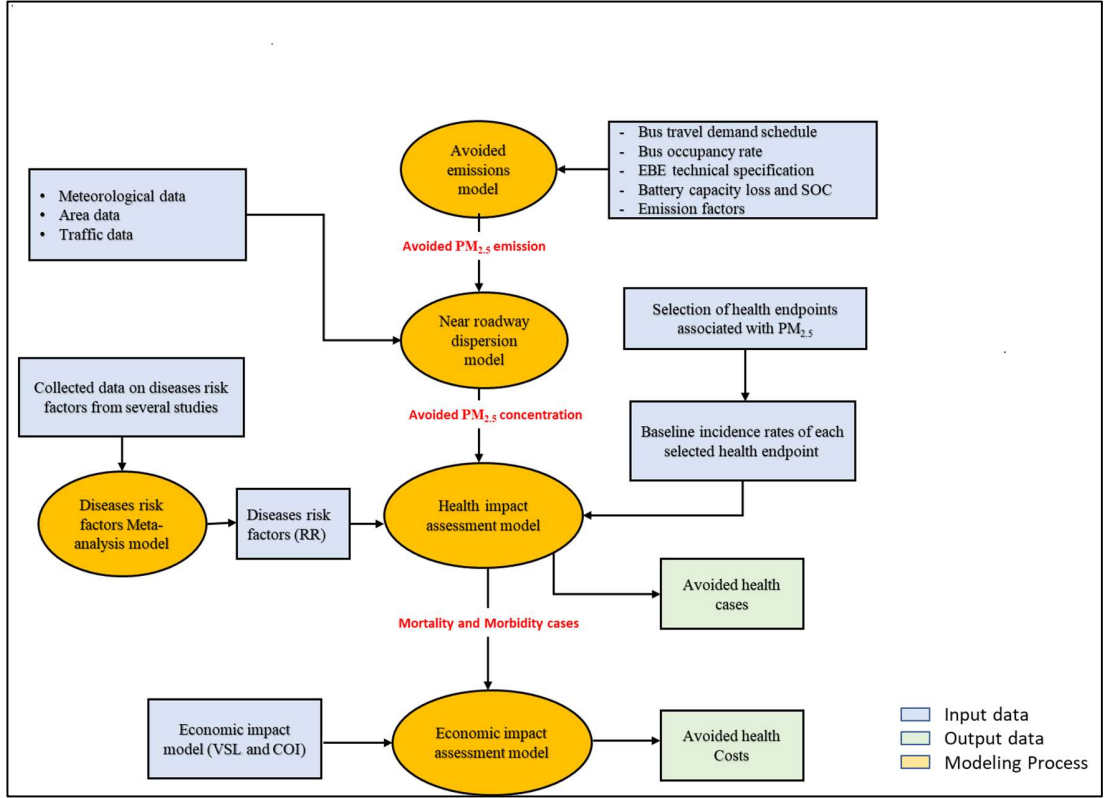 Avoided
emissions
model
- Bus travel demand schedule
- Bus occupancy rate
- EBE technical specification
- Battery capacity loss and SOC
- Emission factors
• Meteorological data
• Area data
• Traffic data
Avoided PM2.5 emission
Near roadway
dispersion
model
Selection of health endpoints
associated with PM2.5
Collected data on diseases risk
factors from several studies
Avoided PM2.5 concentration
Baseline incidence rates of each
selected health endpoint
Diseases risk
factors Meta-
analysis model
Diseases risk
factors (RR)
Health impact
assessment model
Avoided health
cases
Mortality and Morbidity cases
Economic impact
model (VSL and COI)
Economic impact
assessment model
Avoided health
Costs
Input data
Output data
Modeling Process